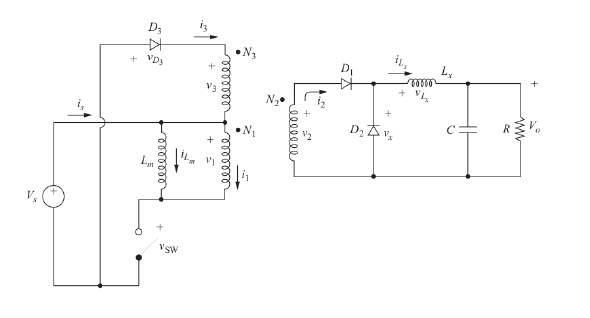 D3
i3
+ vD3
+ v3
N3
is
Vs +
Lm
iLm
+ v1
N1
i1
+ vSW
N2
i2
+ v2
D1
D2
+ vx
iLx
Lx
+ vLx
C
R
+ Vo